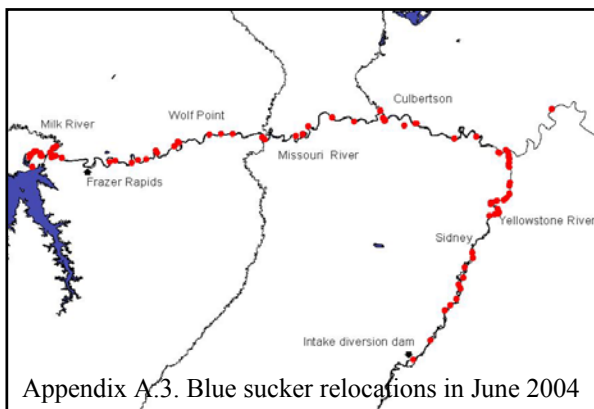 Culbertson
Wolf Point
Milk River
Missouri River
Frazer Rapids
Yellowstone River
Sidney
Intake diversion dam
Appendix A.3. Blue sucker relocations in June 2004